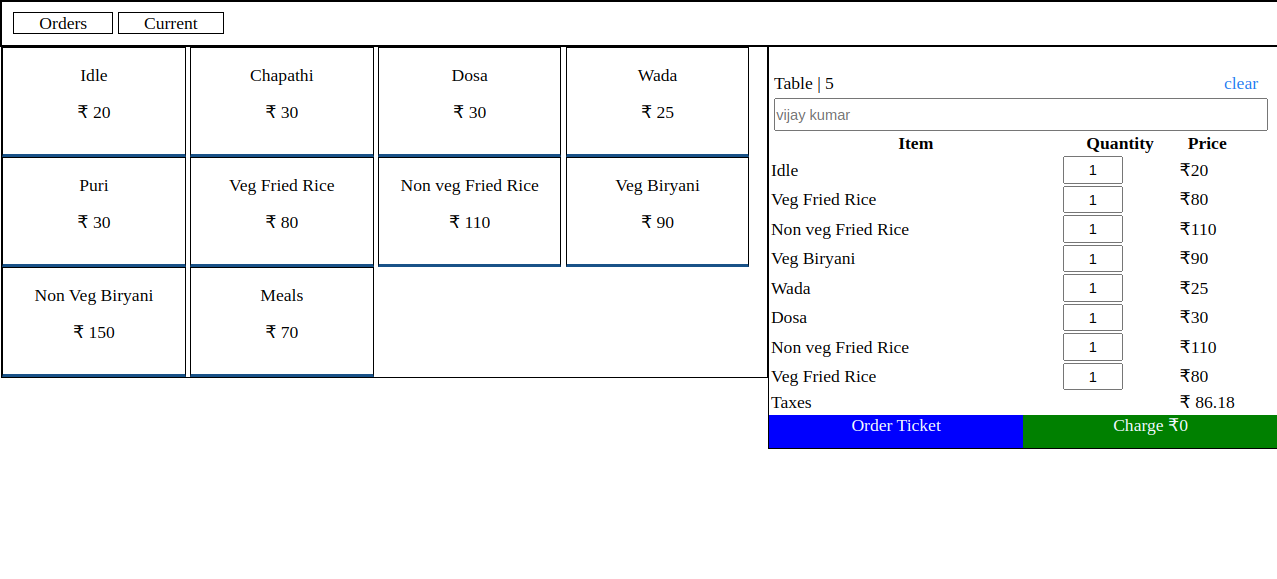 Orders Current
Idle Chapathi Dosa Wada
₹ 20 ₹ 30 ₹ 30 ₹ 25
Puri Veg Fried Rice Non veg Fried Rice Veg Biryani
₹ 30 ₹ 80 ₹ 110 ₹ 90
Non Veg Biryani Meals
₹ 150 ₹ 70
Table | 5 clear
vijay kumar
Item Quantity Price
Idle 1 ₹20
Veg Fried Rice 1 ₹80
Non veg Fried Rice 1 ₹110
Veg Biryani 1 ₹90
Wada 1 ₹25
Dosa 1 ₹30
Non veg Fried Rice 1 ₹110
Veg Fried Rice 1 ₹80
Taxes ₹ 86.18
Order Ticket Charge ₹0